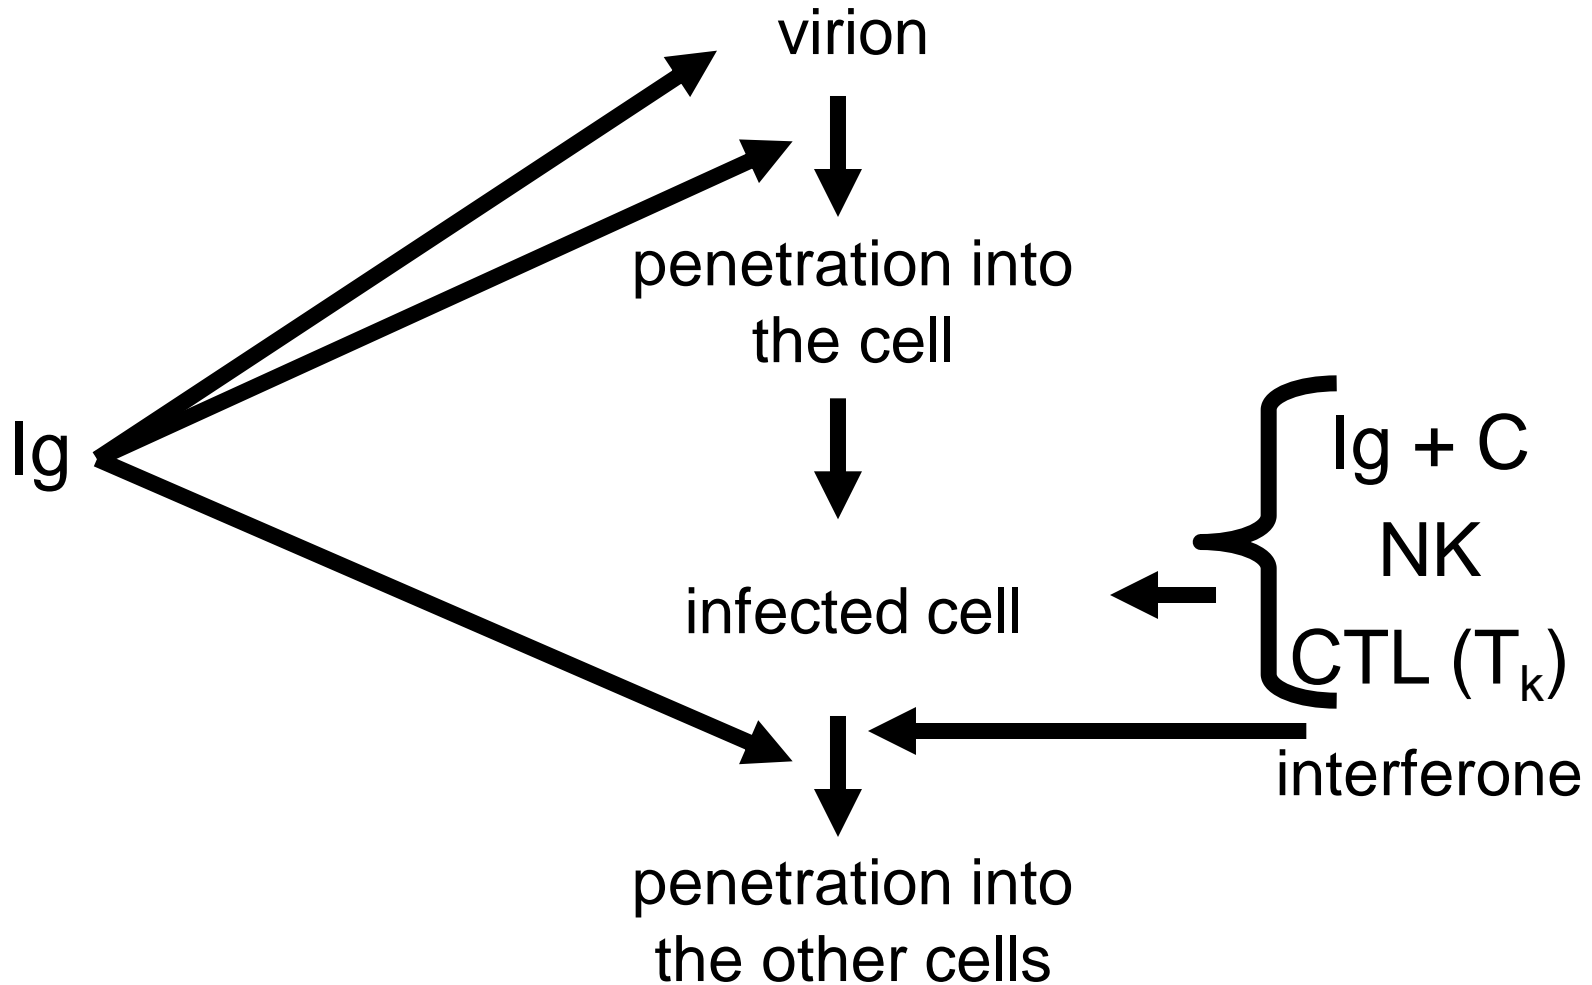 virion
penetration into
the cell
Ig
Ig + C
NK
infected cell
CTL (Tk)
interferone
penetration into
the other cells